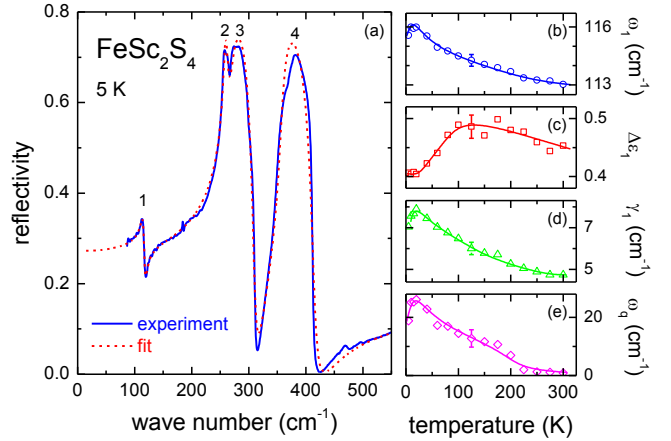 (a)
FeSc₂S₄
5 K
1
2 3
4
experiment
fit
reflectivity
0.0
0.2
0.4
0.6
0.8
0 100 200 300 400 500
wave number (cm⁻¹)
(b)
116
113
ω₁ (cm⁻¹)
(c)
0.5
0.4
Δε₁
(d)
7
5
γ₁ (cm⁻¹)
(e)
20
0
ω_q (cm⁻¹)
0 100 200 300
temperature (K)